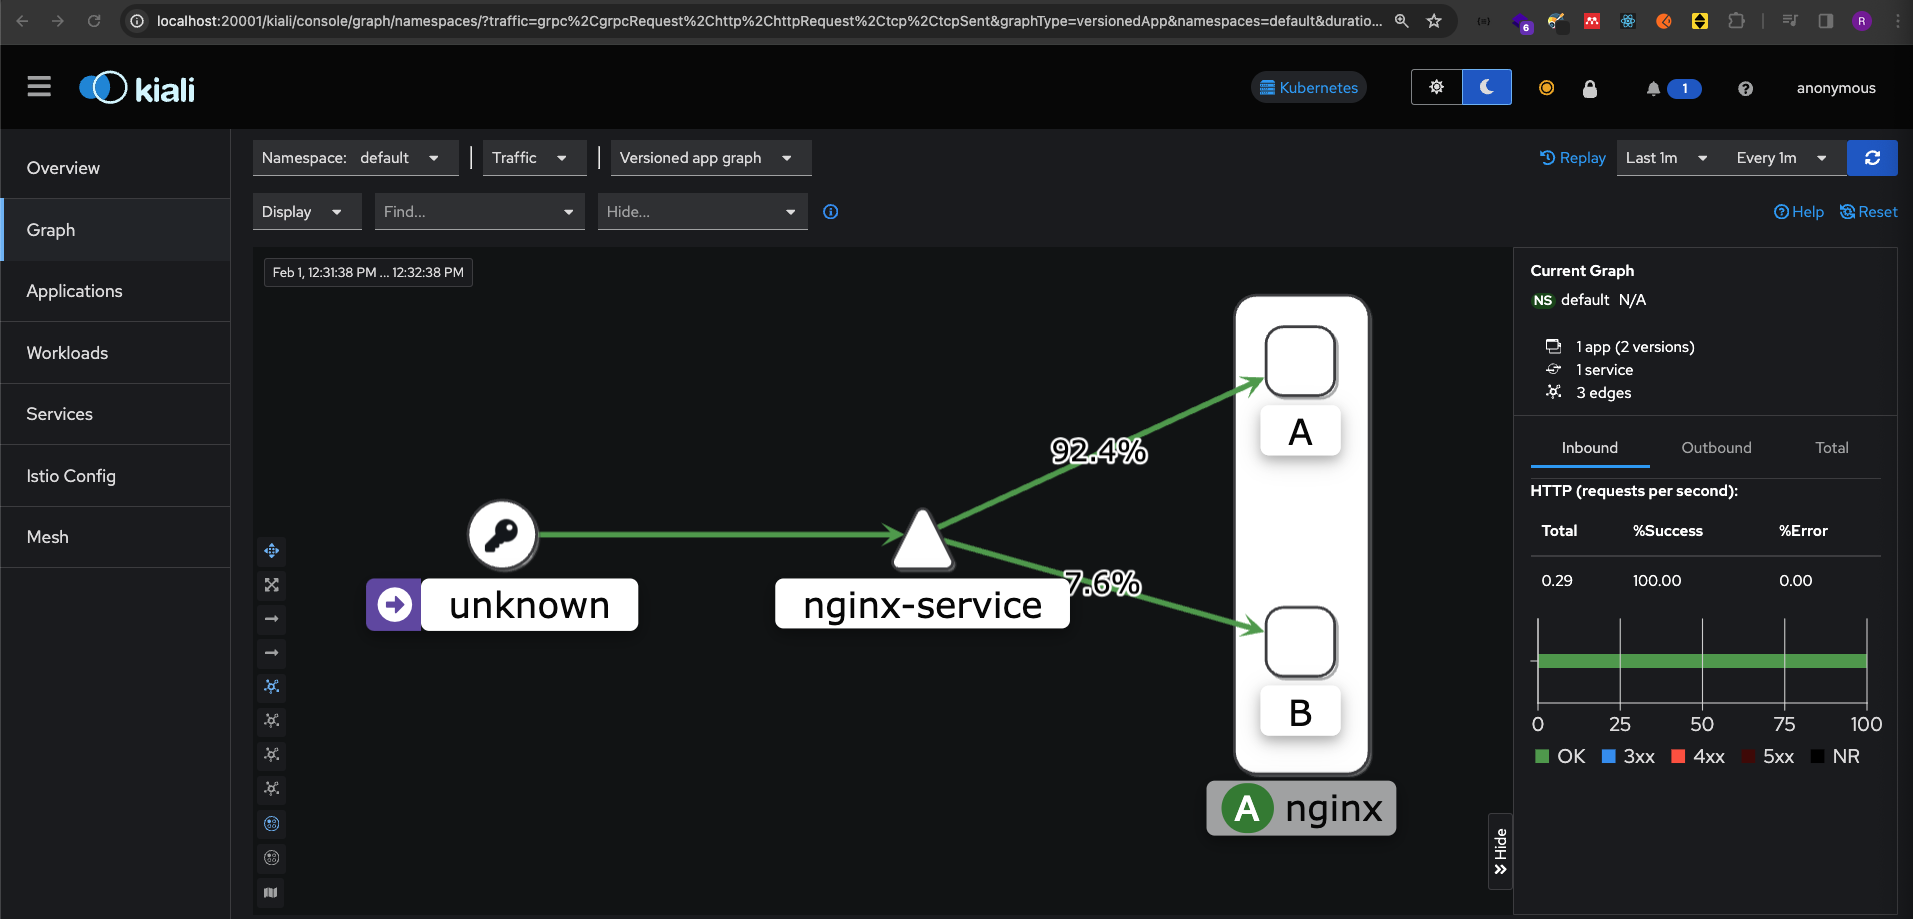 localhost:20001/kiali/console/graph/namespaces/?traffic=grpc%2CgrpcRequest%2Chttp%2ChttpRequest%2Ctcp%2CtcpSent&graphType=versionedApp&namespaces=default&duratio...
6
R
kiali
Kubernetes
1
anonymous
Overview
Graph
Applications
Workloads
Services
Istio Config
Mesh
Namespace: default
Traffic
Versioned app graph
Replay
Last 1m
Every 1m
Display
Find...
Hide...
Help
Reset
Feb 1, 12:31:38 PM ... 12:32:38 PM
92.4%
7.6%
unknown
nginx-service
A
B
A nginx
Hide
Current Graph
NS default N/A
1 app (2 versions)
1 service
3 edges
Inbound Outbound Total
HTTP (requests per second):
Total %Success %Error
0.29 100.00 0.00
0 25 50 75 100
OK 3xx 4xx 5xx NR